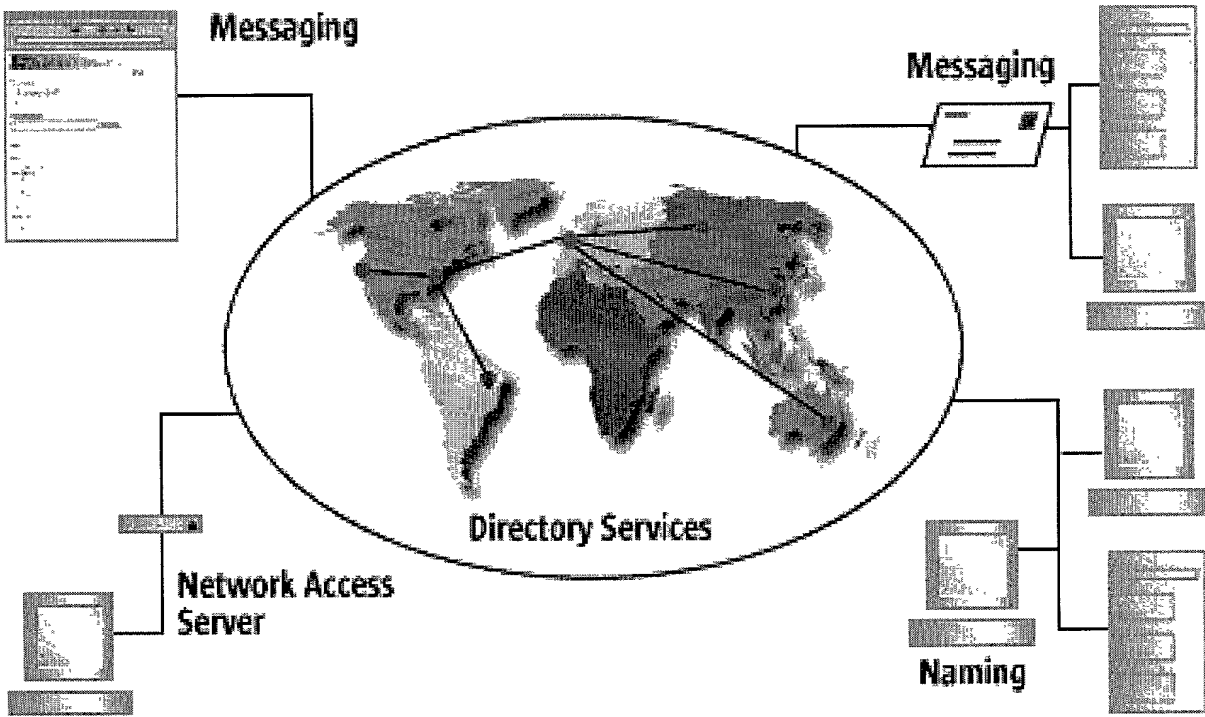 Messaging
Messaging
Directory Services
Network Access
Server
Naming